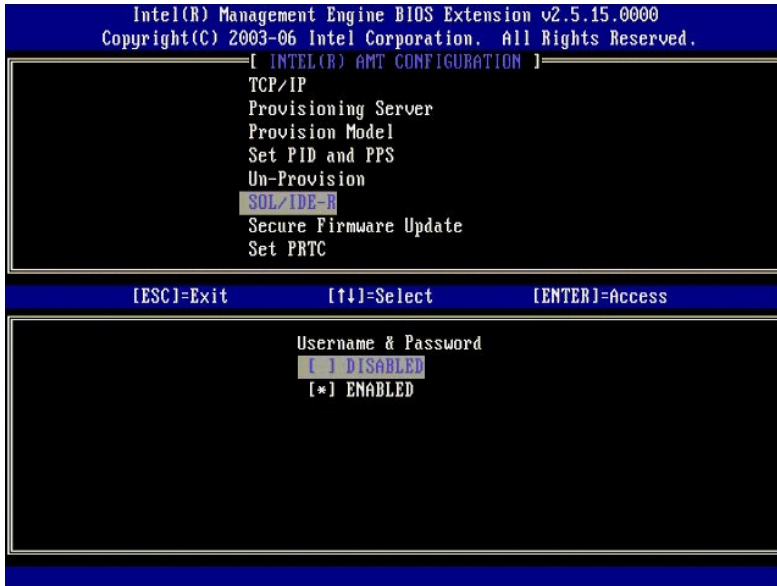 Intel(R) Management Engine BIOS Extension v2.5.15.0000
Copyright(C) 2003-06 Intel Corporation. All Rights Reserved.
[ INTEL(R) AMT CONFIGURATION ]
TCP/IP
Provisioning Server
Provision Model
Set PID and PPS
Un-Provision
SOL/IDE-R
Secure Firmware Update
Set PRTC
[ESC]=Exit [↑↓]=Select [ENTER]=Access
Username & Password
[ ] DISABLED
[*] ENABLED